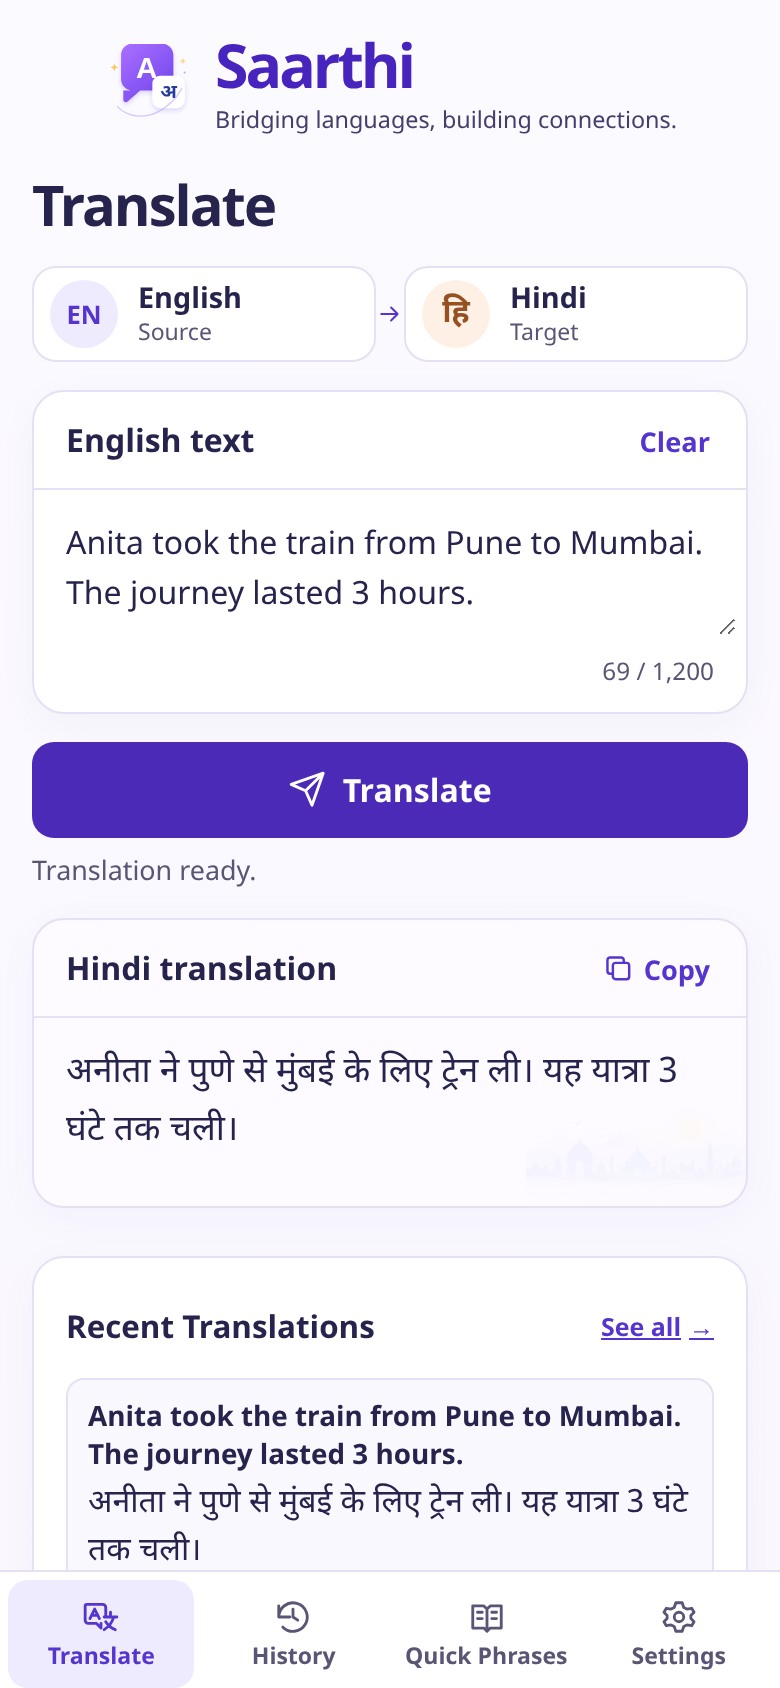 A
अ
Saarthi
Bridging languages, building connections.
Translate
EN
English
Source
→
हि
Hindi
Target
English text
Clear
Anita took the train from Pune to Mumbai.
The journey lasted 3 hours.
69 / 1,200
Translate
Translation ready.
Hindi translation
Copy
अनीता ने पुणे से मुंबई के लिए ट्रेन ली। यह यात्रा 3
घंटे तक चली।
Recent Translations
See all →
Anita took the train from Pune to Mumbai.
The journey lasted 3 hours.
अनीता ने पुणे से मुंबई के लिए ट्रेन ली। यह यात्रा 3 घंटे
तक चली।
Translate
History
Quick Phrases
Settings